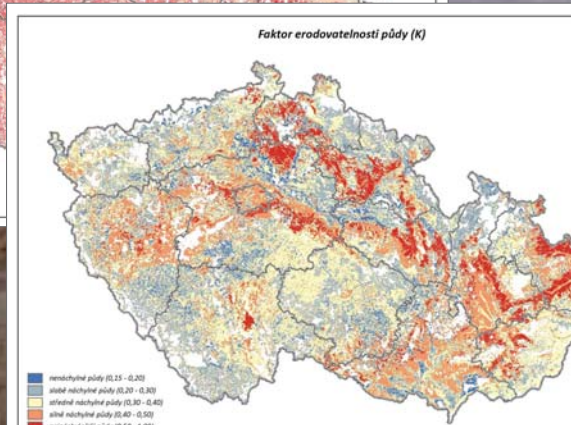 Faktor erodovatelnosti půdy (K)
nenáchylné půdy (0,15 - 0,20)
slabě náchylné půdy (0,20 - 0,30)
středně náchylné půdy (0,30 - 0,40)
silně náchylné půdy (0,40 - 0,50)